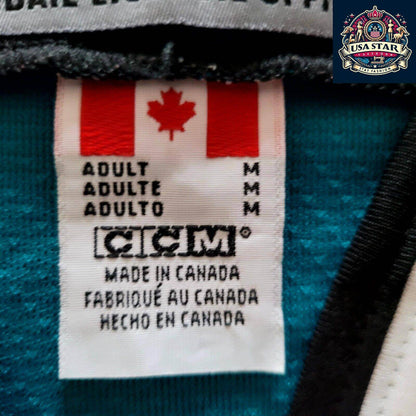 USA STAR
ADULT M
ADULTE M
ADULTO M
CCM®
MADE IN CANADA
FABRIQUÉ AU CANADA
HECHO EN CANADA